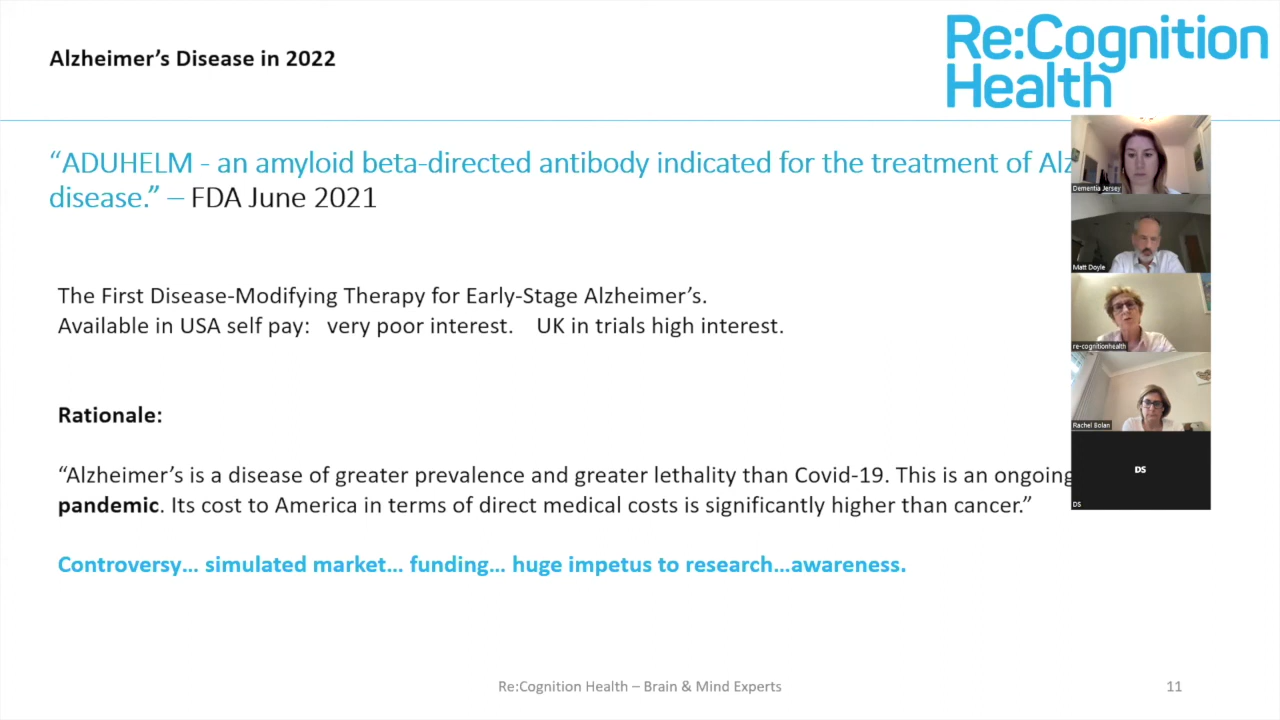 Alzheimer’s Disease in 2022
Re:Cognition
Health
“ADUHELM - an amyloid beta-directed antibody indicated for the treatment of Alz
disease.” – FDA June 2021
The First Disease-Modifying Therapy for Early-Stage Alzheimer’s.
Available in USA self pay: very poor interest. UK in trials high interest.
Rationale:
“Alzheimer’s is a disease of greater prevalence and greater lethality than Covid-19. This is an ongoing
pandemic. Its cost to America in terms of direct medical costs is significantly higher than cancer.”
Controversy… simulated market… funding… huge impetus to research…awareness.
Dementia Jersey
Matt Doyle
re-cognitionhealth
Rachel Bolan
DS
DS
Re:Cognition Health – Brain & Mind Experts
11